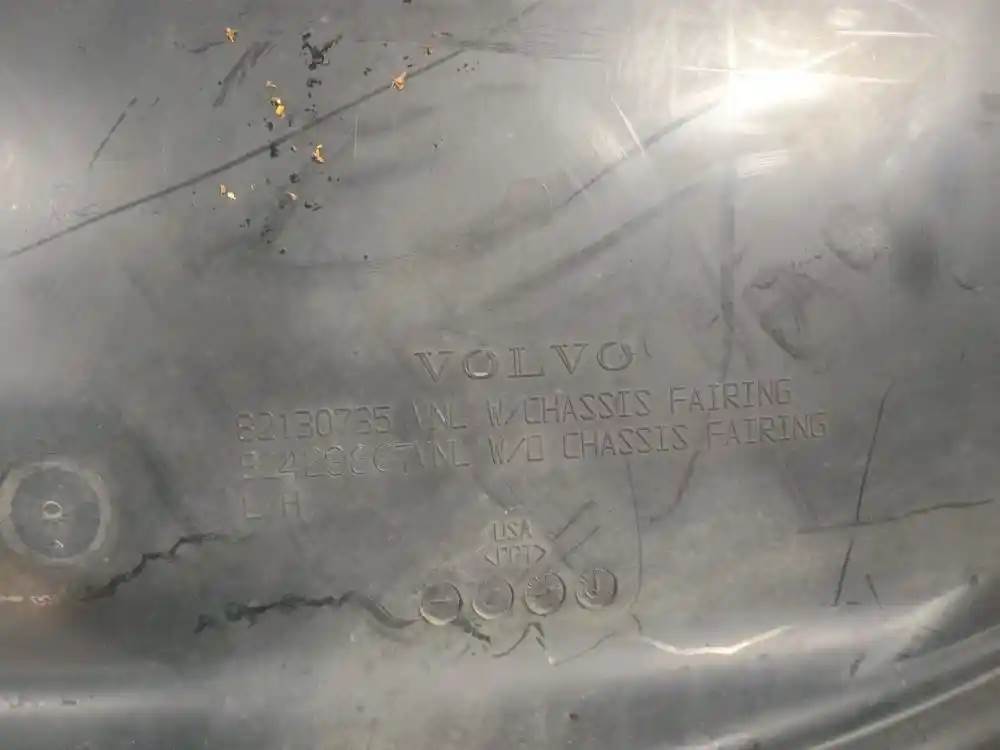 VOLVO
82130735 VNL W/CHASSIS FAIRING
VNL W/O CHASSIS FAIRING
LH
USA